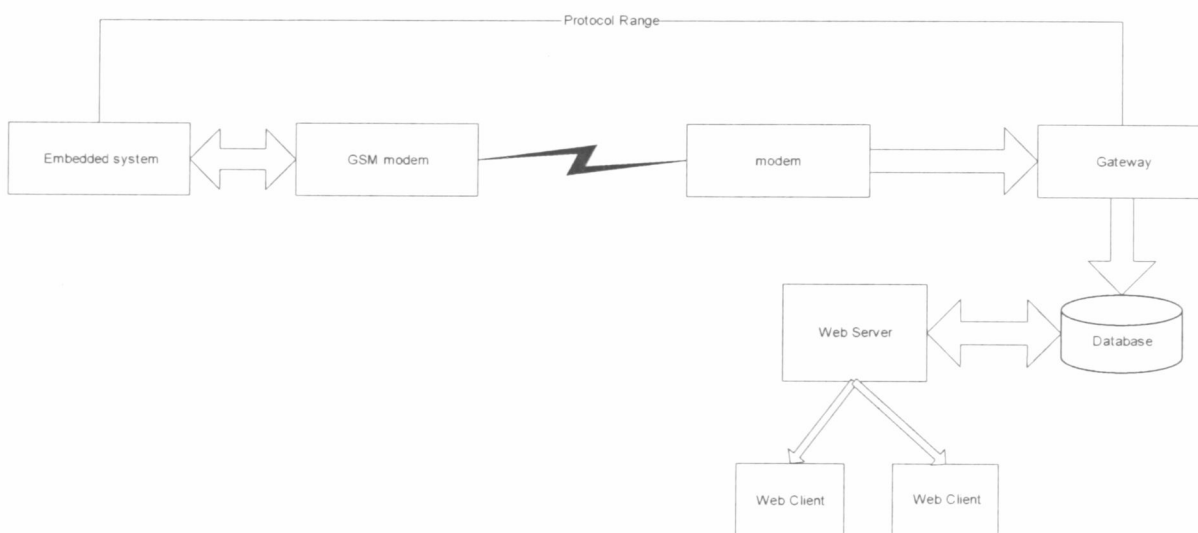 Protocol Range
Embedded system
GSM modem
modem
Gateway
Web Server
Database
Web Client
Web Client